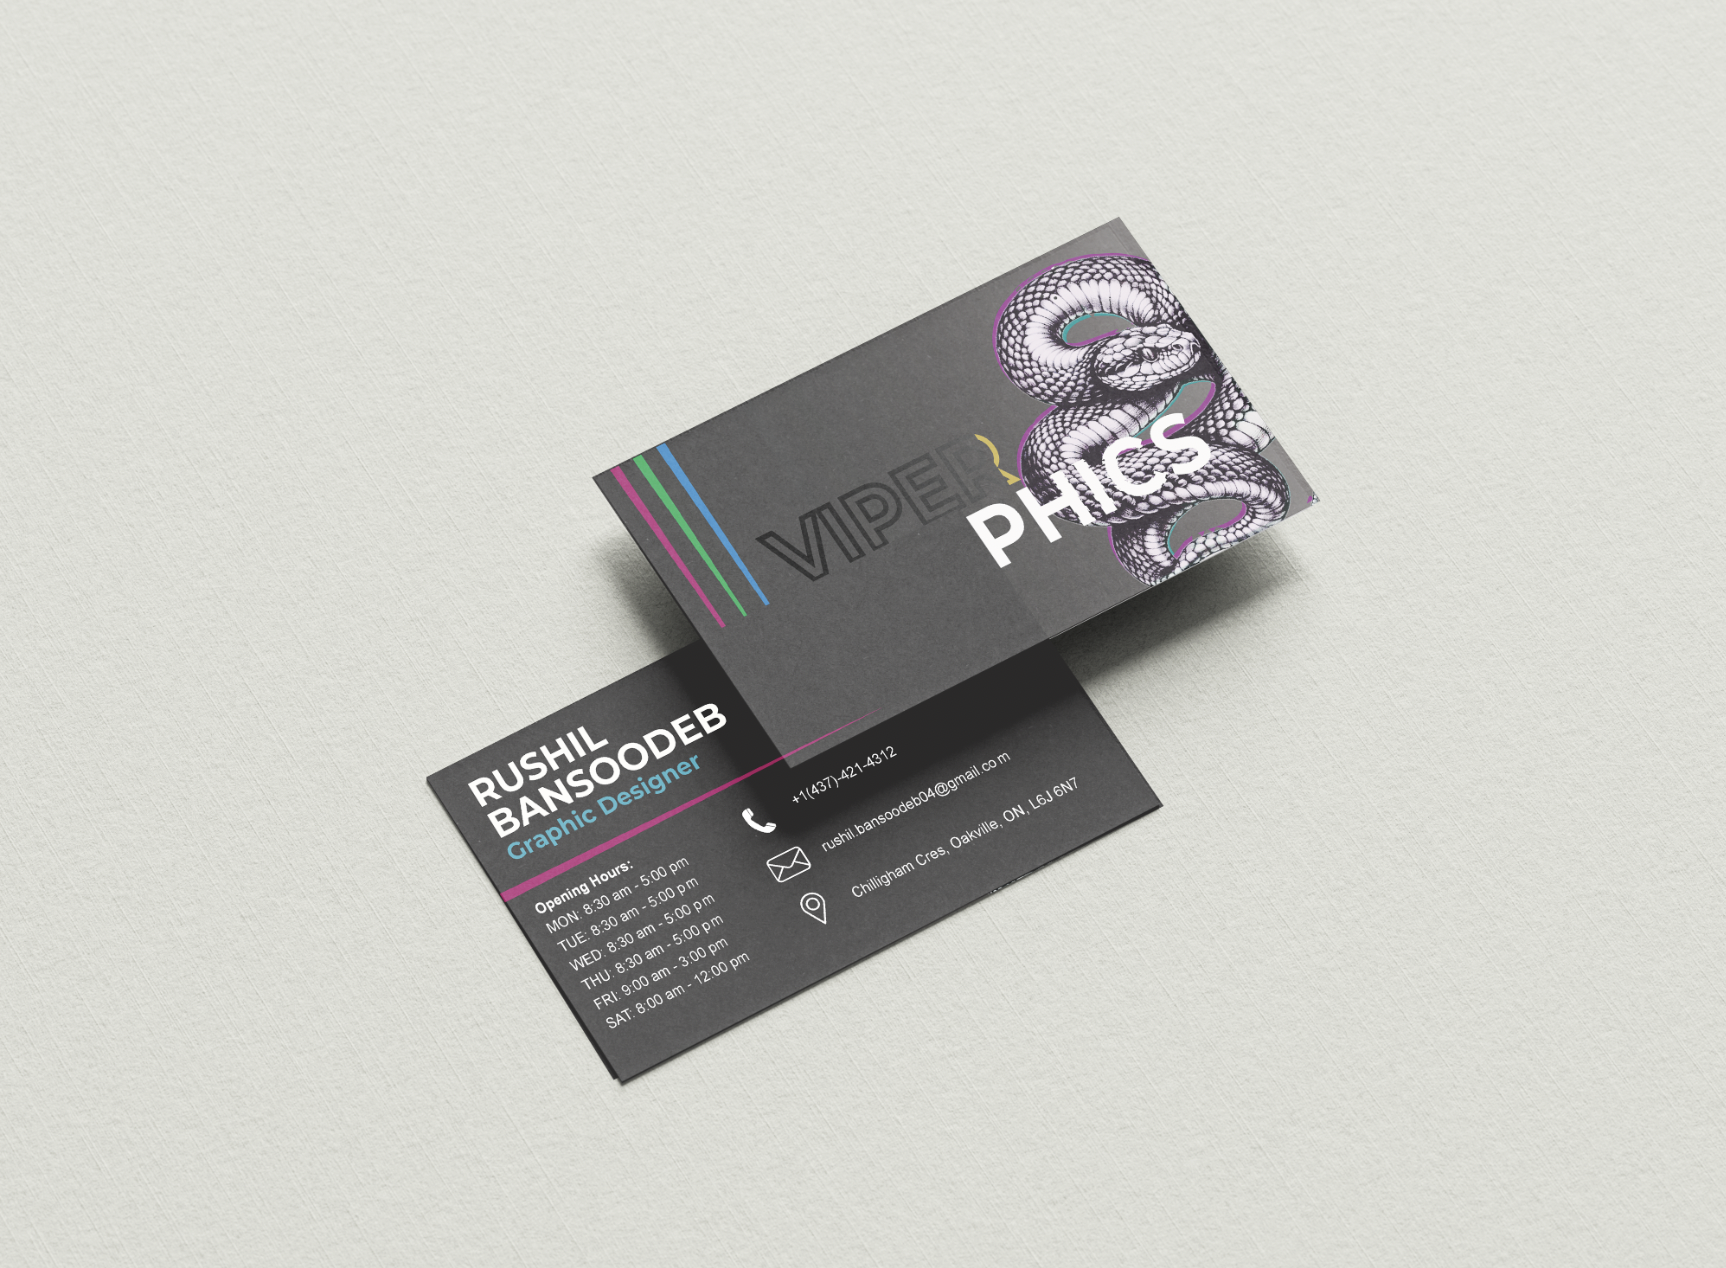 VIPER
PHICS
RUSHIL
BANSOODEB
Graphic Designer
Opening Hours:
MON: 8:30 am - 5:00 pm
TUE: 8:30 am - 5:00 pm
WED: 8:30 am - 5:00 pm
THU: 8:30 am - 5:00 pm
FRI: 9:00 am - 3:00 pm
SAT: 8:00 am - 12:00 pm
+1(437)-421-4312
rushil.bansoodeb04@gmail.com
Chilligham Cres, Oakville, ON, L6J 6N7